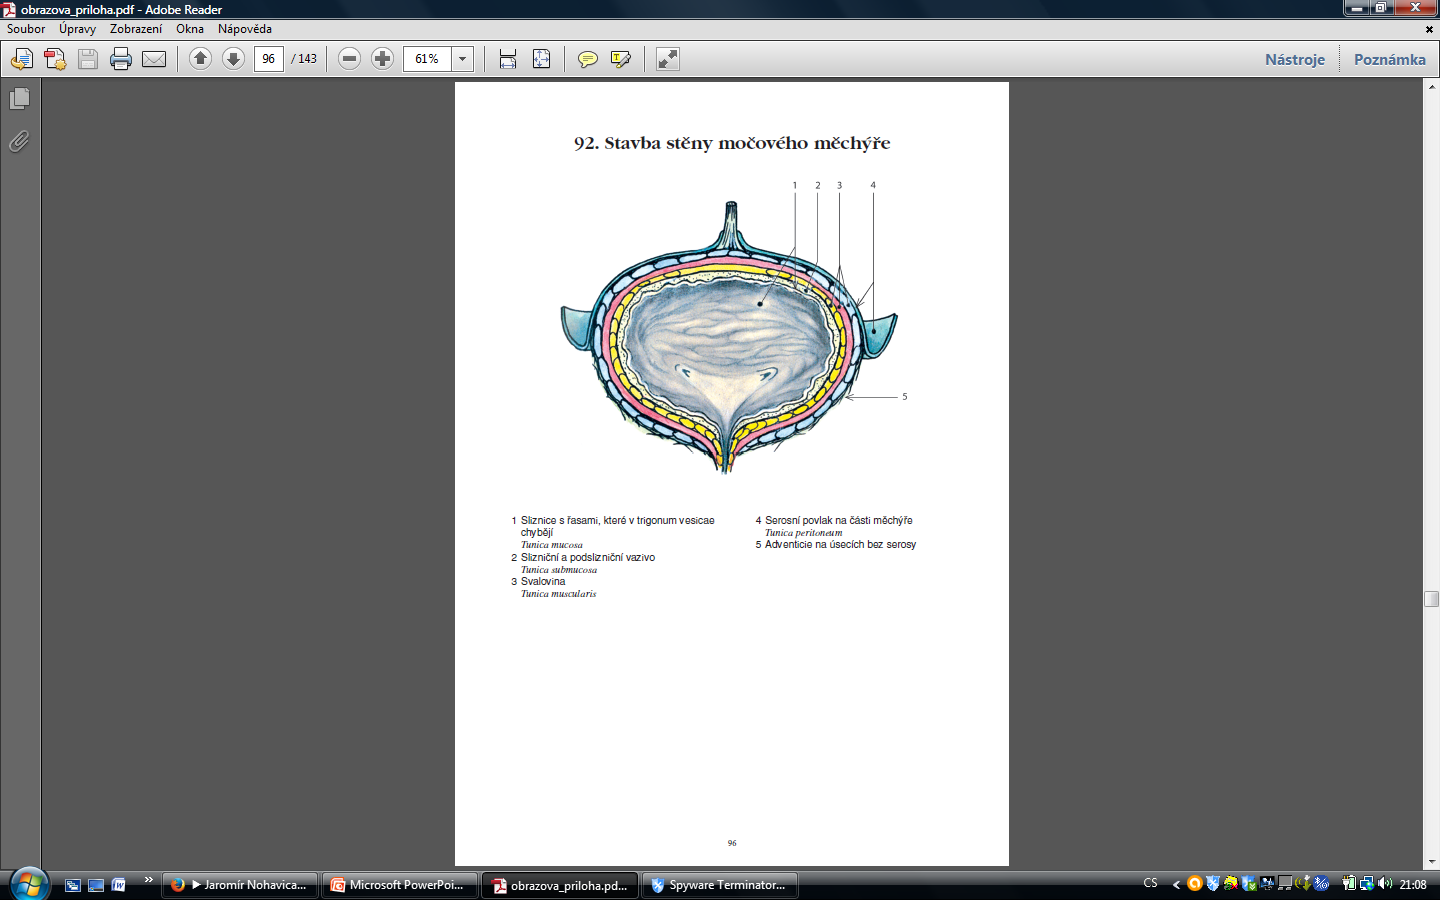 obrazova_priloha.pdf - Adobe Reader
Soubor Úpravy Zobrazení Okna Nápověda
96 / 143 61% Nástroje Poznámka
92. Stavba stěny močového měchýře
1 2 3 4
5
1 Sliznice s řasami, které v trigonum vesicae
chybějí
Tunica mucosa
2 Slizniční a podslizniční vazivo
Tunica submucosa
3 Svalovina
Tunica muscularis
4 Serosní povlak na části měchýře
Tunica peritoneum
5 Adventicie na úsecích bez serosy
96
Jaromír Nohavica... Microsoft PowerPoi... obrazova_priloha.pd... Spyware Terminator... CS 21:08